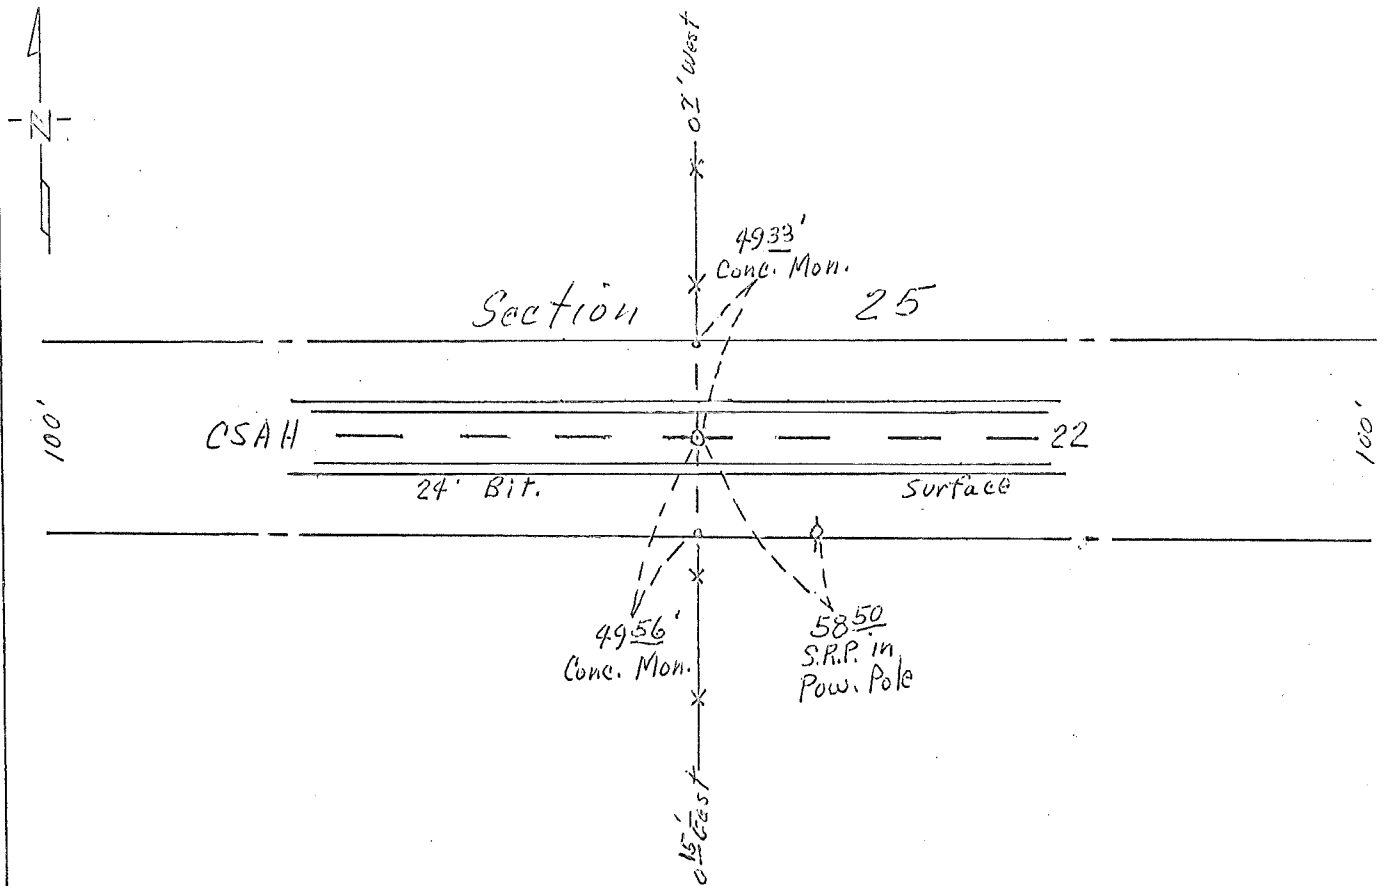 N
0 2' West
49 33'
Conc. Mon.
Section 25
100'
100'
CSAH 22
24' Bit. Surface
49 56'
Conc. Mon.
58 50
S.R.P. in
Pow. Pole
0 15' East